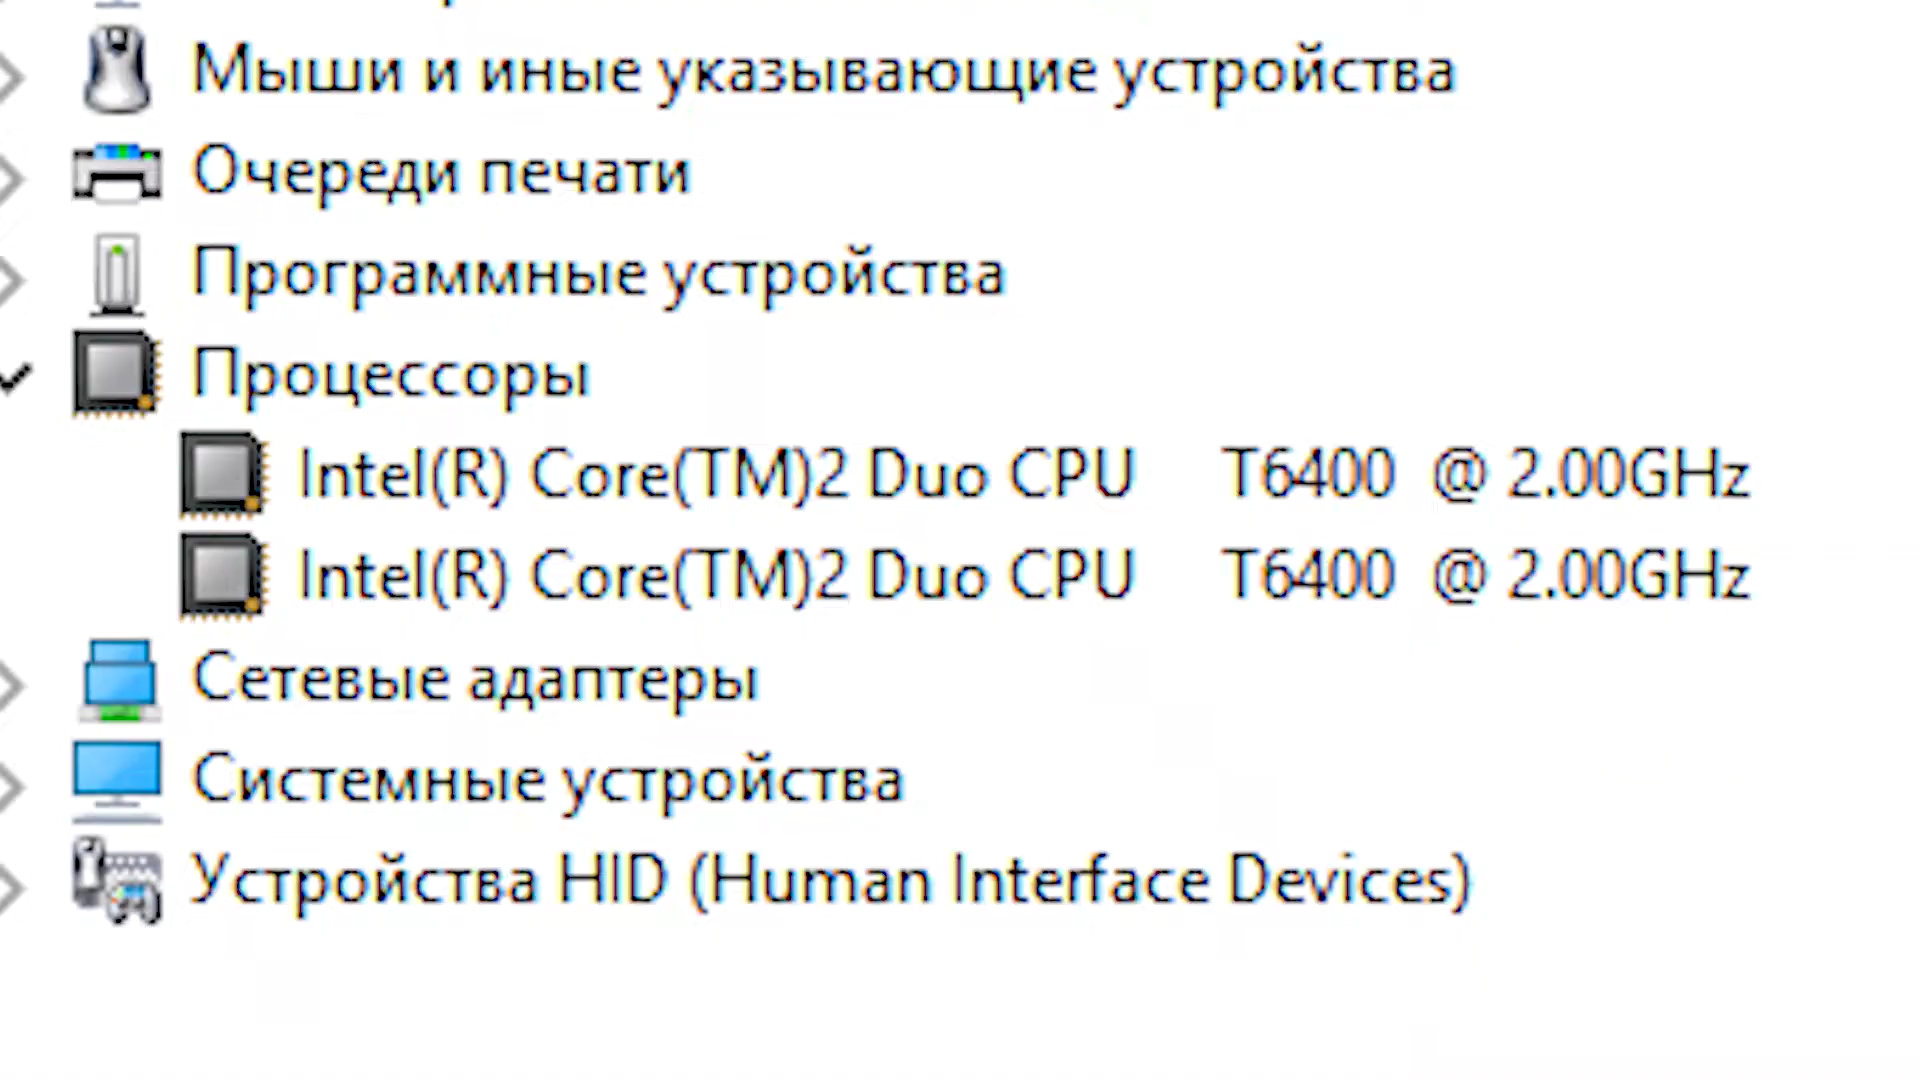 Мыши и иные указывающие устройства
Очереди печати
Программные устройства
Процессоры
Intel(R) Core(TM)2 Duo CPU     T6400  @ 2.00GHz
Intel(R) Core(TM)2 Duo CPU     T6400  @ 2.00GHz
Сетевые адаптеры
Системные устройства
Устройства HID (Human Interface Devices)